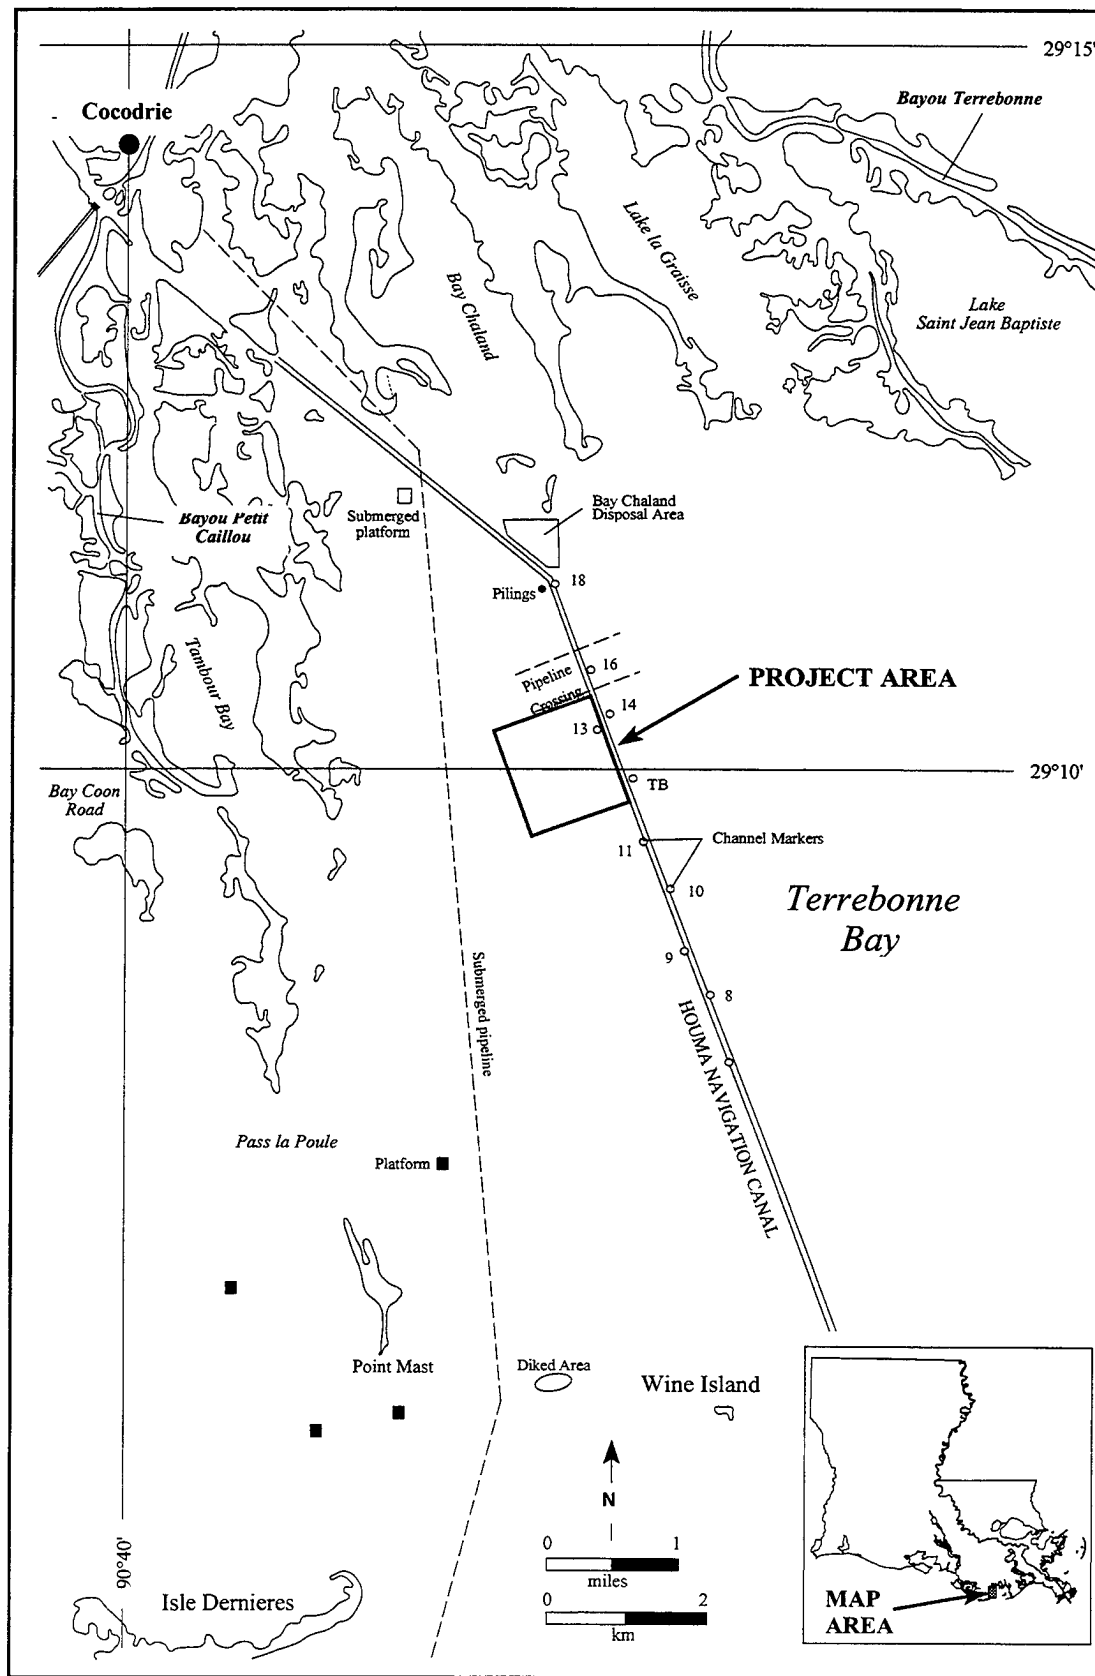 29°15'
Cocodrie
Bayou Terrebonne
Lake la Graisse
Bay Chaland
Lake
Saint Jean Baptiste
Bay Chaland
Disposal Area
Submerged
platform
Bayou Petit
Caillou
Pilings
18
16
Pipeline
Crossing
PROJECT AREA
14
13
Tambour Bay
29°10'
TB
Bay Coon
Road
Channel Markers
11
10
Terrebonne
Bay
9
8
Submerged pipeline
HOUMA NAVIGATION CANAL
Pass la Poule
Platform
Point Mast
Diked Area
Wine Island
N
0 1
miles
0 2
km
90°40'
Isle Dernieres
MAP
AREA